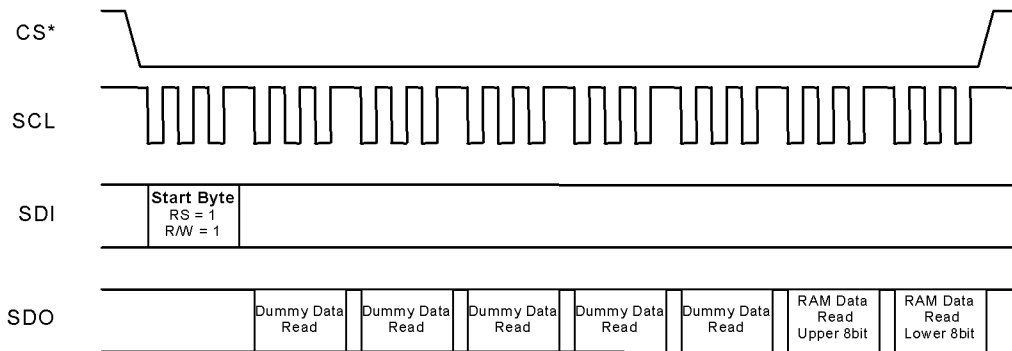 CS*
SCL
SDI
Start Byte
RS = 1
R/W = 1
SDO
Dummy Data
Read
Dummy Data
Read
Dummy Data
Read
Dummy Data
Read
Dummy Data
Read
RAM Data
Read
Upper 8bit
RAM Data
Read
Lower 8bit